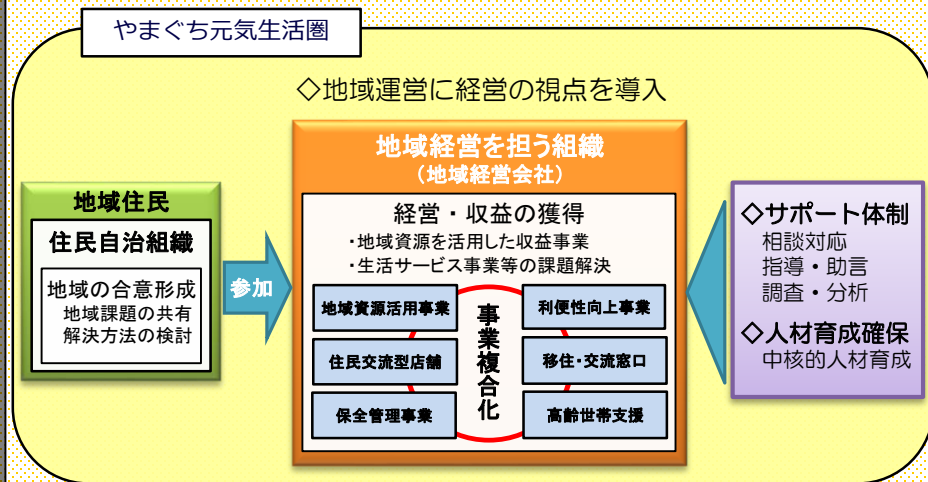 やまぐち元気生活圏
◇地域運営に経営の視点を導入
地域経営を担う組織
（地域経営会社）
地域住民
住民自治組織
地域の合意形成
地域課題の共有
解決方法の検討
参加
経営・収益の獲得
・地域資源を活用した収益事業
・生活サービス事業等の課題解決
地域資源活用事業
住民交流型店舗
保全管理事業
事業複合化
利便性向上事業
移住・交流窓口
高齢世帯支援
◇サポート体制
相談対応
指導・助言
調査・分析
◇人材育成確保
中核的人材育成